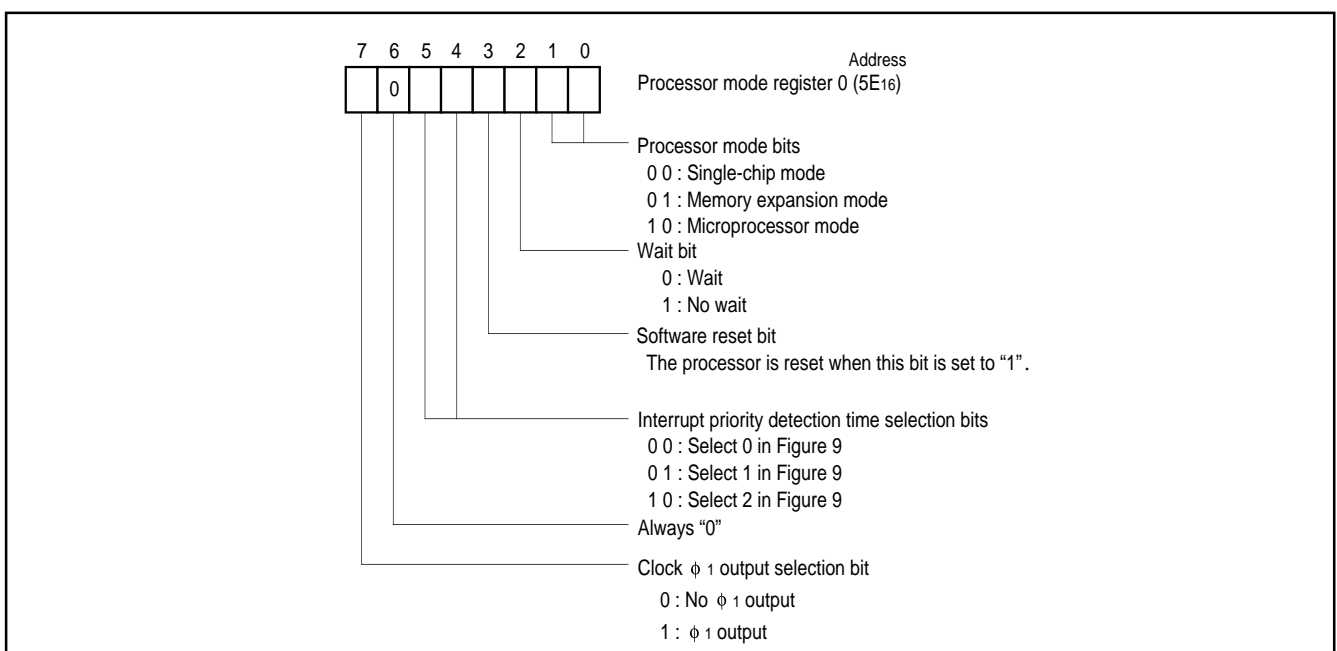 7 6 5 4 3 2 1 0
Address
0
Processor mode register 0 (5E16)
Processor mode bits
0 0 : Single-chip mode
0 1 : Memory expansion mode
1 0 : Microprocessor mode
Wait bit
0 : Wait
1 : No wait
Software reset bit
The processor is reset when this bit is set to “1”.
Interrupt priority detection time selection bits
0 0 : Select 0 in Figure 9
0 1 : Select 1 in Figure 9
1 0 : Select 2 in Figure 9
Always “0”
Clock ϕ 1 output selection bit
0 : No ϕ 1 output
1 : ϕ 1 output